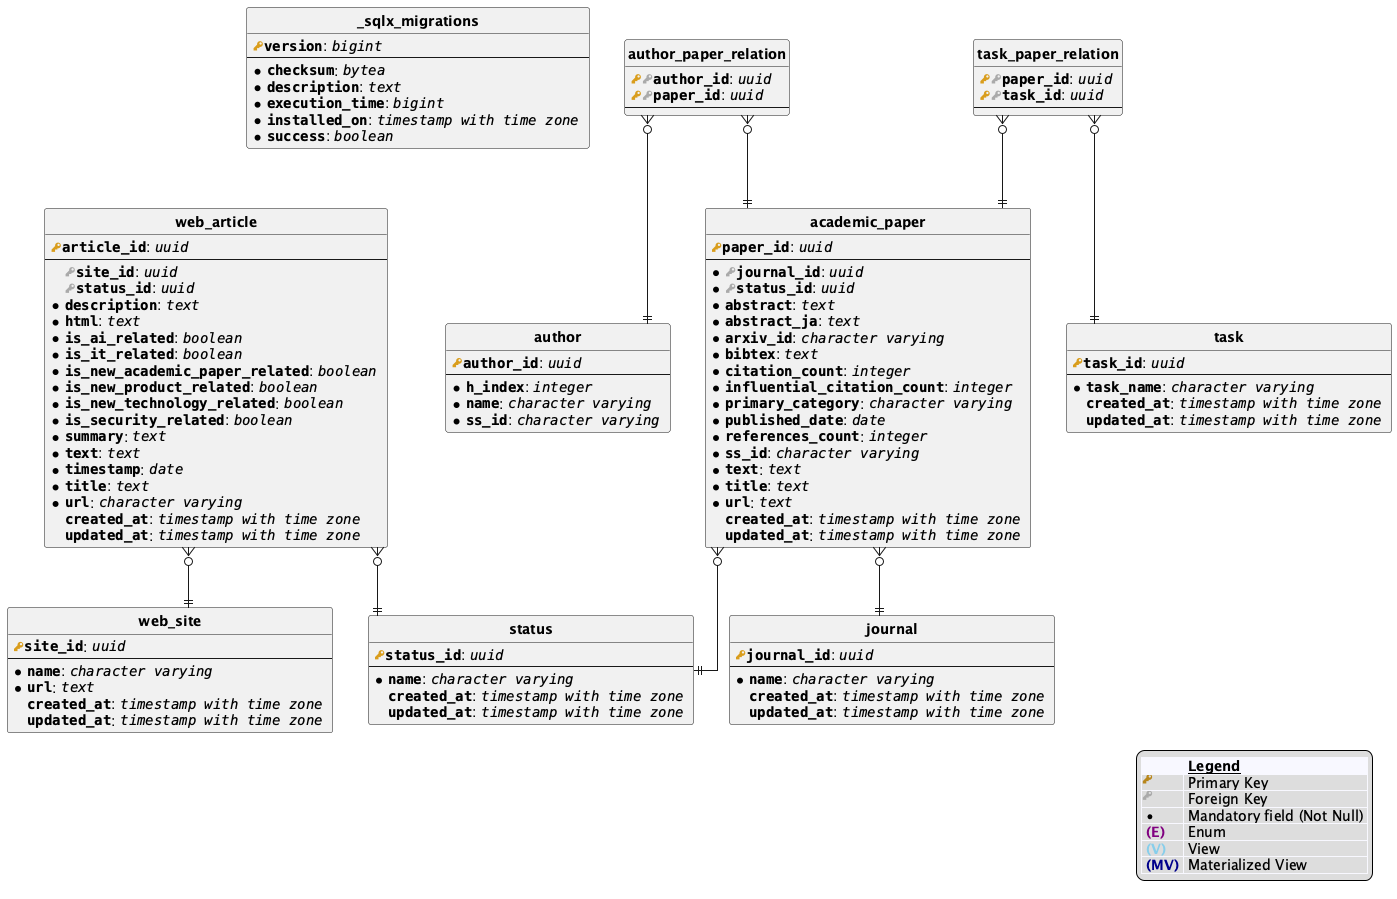 _sqlx_migrations
version: bigint
checksum: bytea
description: text
execution_time: bigint
installed_on: timestamp with time zone
success: boolean
author_paper_relation
author_id: uuid
paper_id: uuid
task_paper_relation
paper_id: uuid
task_id: uuid
web_article
article_id: uuid
site_id: uuid
status_id: uuid
description: text
html: text
is_ai_related: boolean
is_it_related: boolean
is_new_academic_paper_related: boolean
is_new_product_related: boolean
is_new_technology_related: boolean
is_security_related: boolean
summary: text
text: text
timestamp: date
title: text
url: character varying
created_at: timestamp with time zone
updated_at: timestamp with time zone
academic_paper
paper_id: uuid
journal_id: uuid
status_id: uuid
abstract: text
abstract_ja: text
arxiv_id: character varying
bibtex: text
citation_count: integer
influential_citation_count: integer
primary_category: character varying
published_date: date
references_count: integer
ss_id: character varying
text: text
title: text
url: text
created_at: timestamp with time zone
updated_at: timestamp with time zone
author
author_id: uuid
h_index: integer
name: character varying
ss_id: character varying
task
task_id: uuid
task_name: character varying
created_at: timestamp with time zone
updated_at: timestamp with time zone
web_site
site_id: uuid
name: character varying
url: text
created_at: timestamp with time zone
updated_at: timestamp with time zone
status
status_id: uuid
name: character varying
created_at: timestamp with time zone
updated_at: timestamp with time zone
journal
journal_id: uuid
name: character varying
created_at: timestamp with time zone
updated_at: timestamp with time zone
Legend
Primary Key
Foreign Key
• Mandatory field (Not Null)
(E) Enum
(V) View
(MV) Materialized View